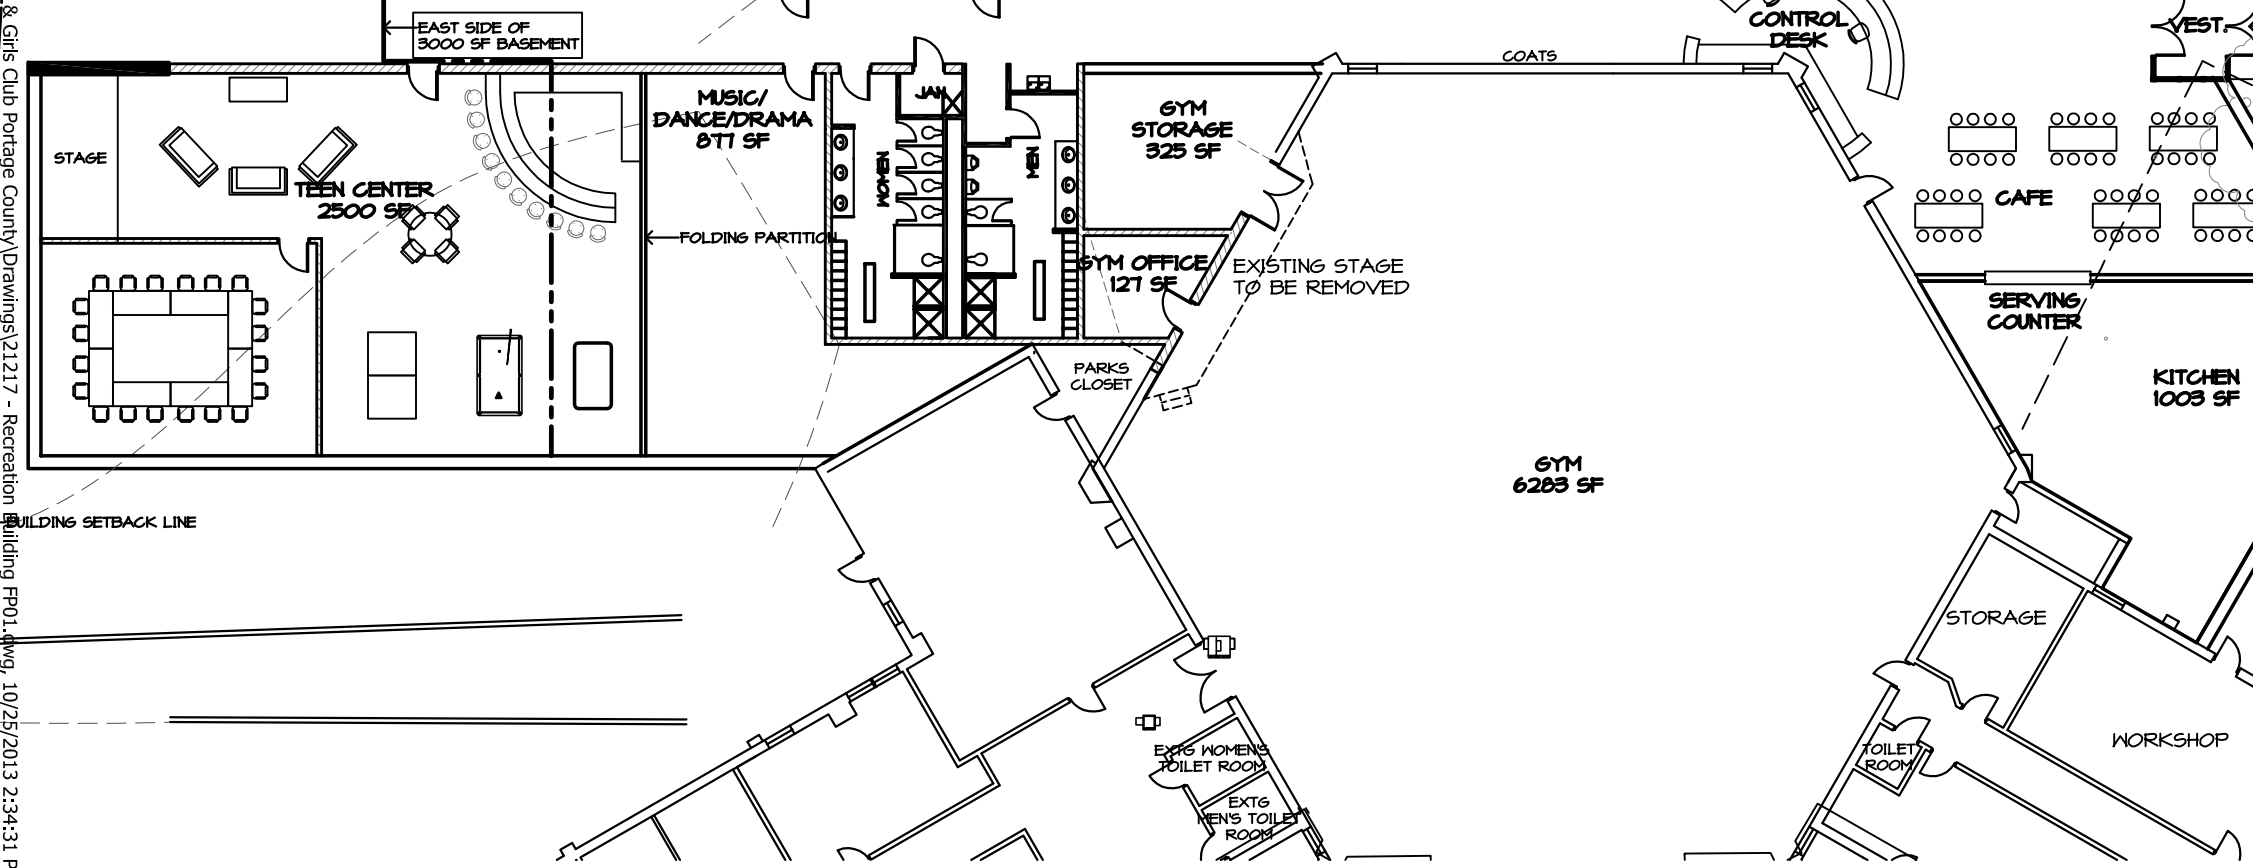 EAST SIDE OF
3000 SF BASEMENT
CONTROL
DESK
VEST.
COATS
STAGE
TEEN CENTER
2500 SF
MUSIC/
DANCE/DRAMA
877 SF
FOLDING PARTITION
JAN
WOMEN
MEN
GYM
STORAGE
325 SF
GYM OFFICE
127 SF
EXISTING STAGE
TO BE REMOVED
PARKS
CLOSET
CAFE
SERVING
COUNTER
KITCHEN
1003 SF
GYM
6283 SF
BUILDING SETBACK LINE
STORAGE
WORKSHOP
TOILET
ROOM
EXTG WOMEN'S
TOILET ROOM
EXTG
MEN'S TOILET
ROOM
& Girls Club Portage County\Drawings\21217 - Recreation Building FP01.dwg, 10/25/2013 2:34:31 P